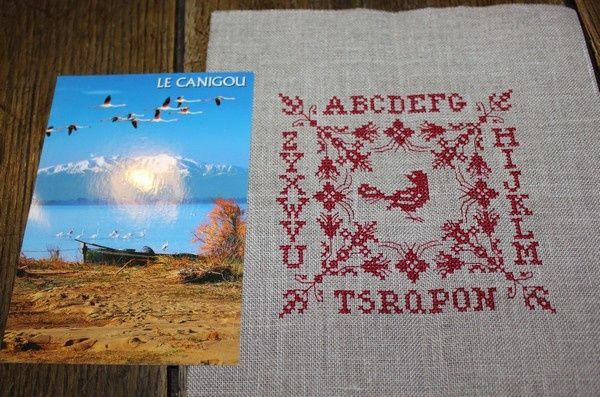 LE CANIGOU
ABCDEFG
HIJKLM
TSRQPON
ZYXWVU